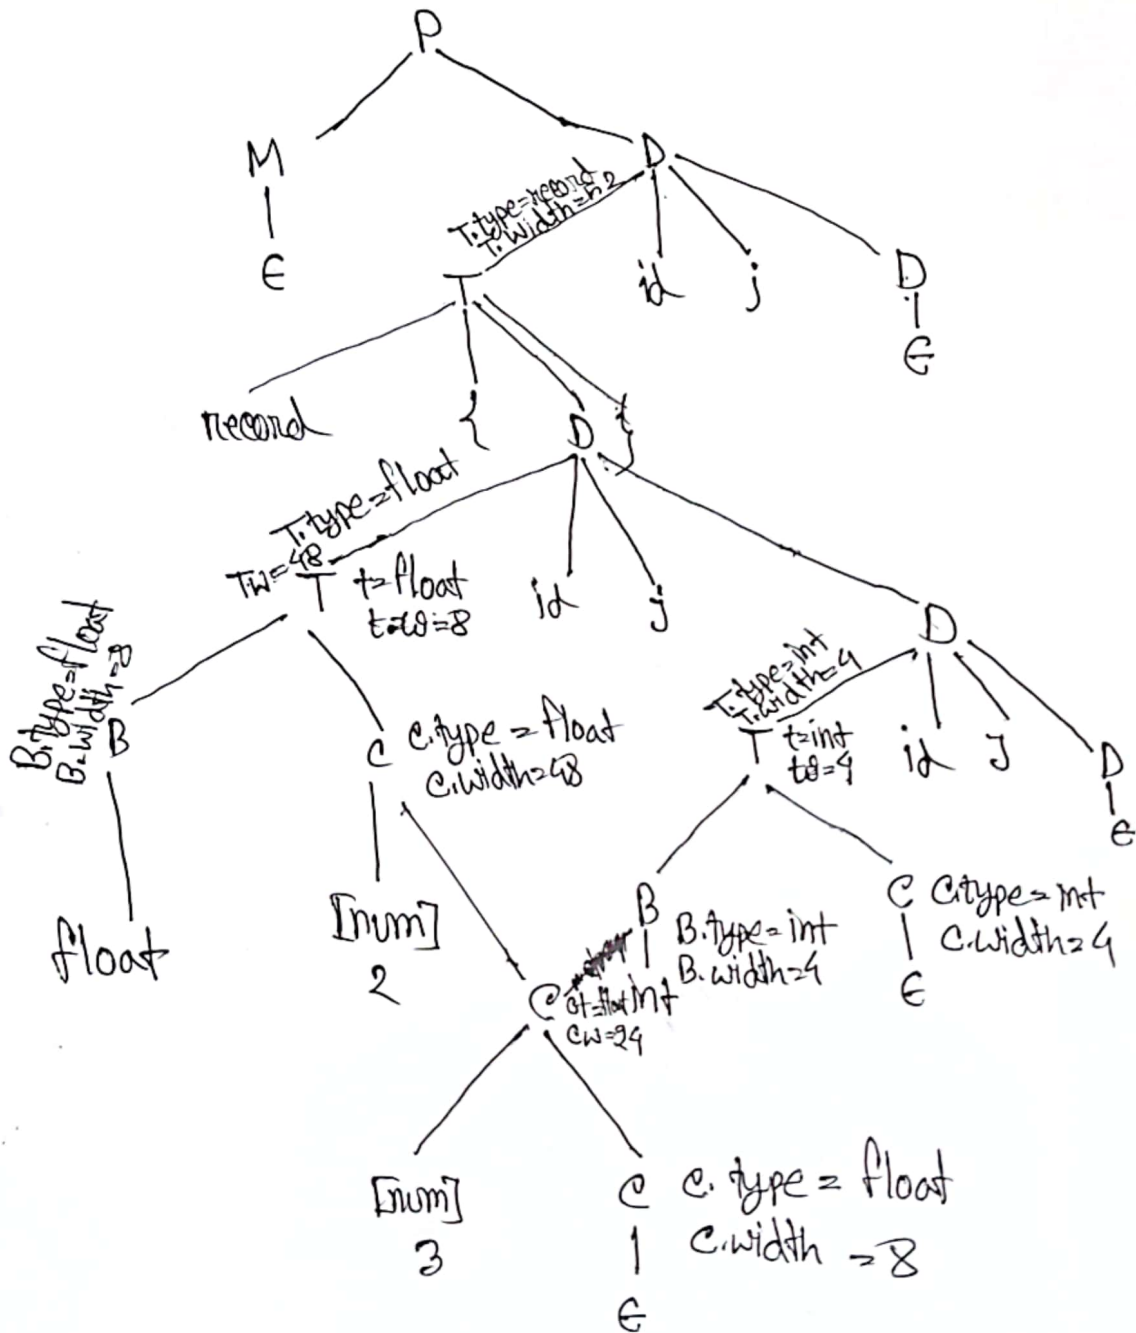 P
M
D
T.type=record
T.width=52
ϵ
T
id
;
D
ϵ
record
{
D
}
T.type=float
T.w=48
T
t=float
t.w=8
id
;
D
B.type=float
B.width=8
B
C
C.type = float
C.width=48
T.type=int
T.width=4
T
t=int
tw=4
id
;
D
ϵ
float
[num]
2
B
B.type=int
B.width=4
int
C
C.type=int
C.width=4
ϵ
C
Ct=float
Cw=24
[num]
3
C
C.type = float
C.width = 8
ϵ